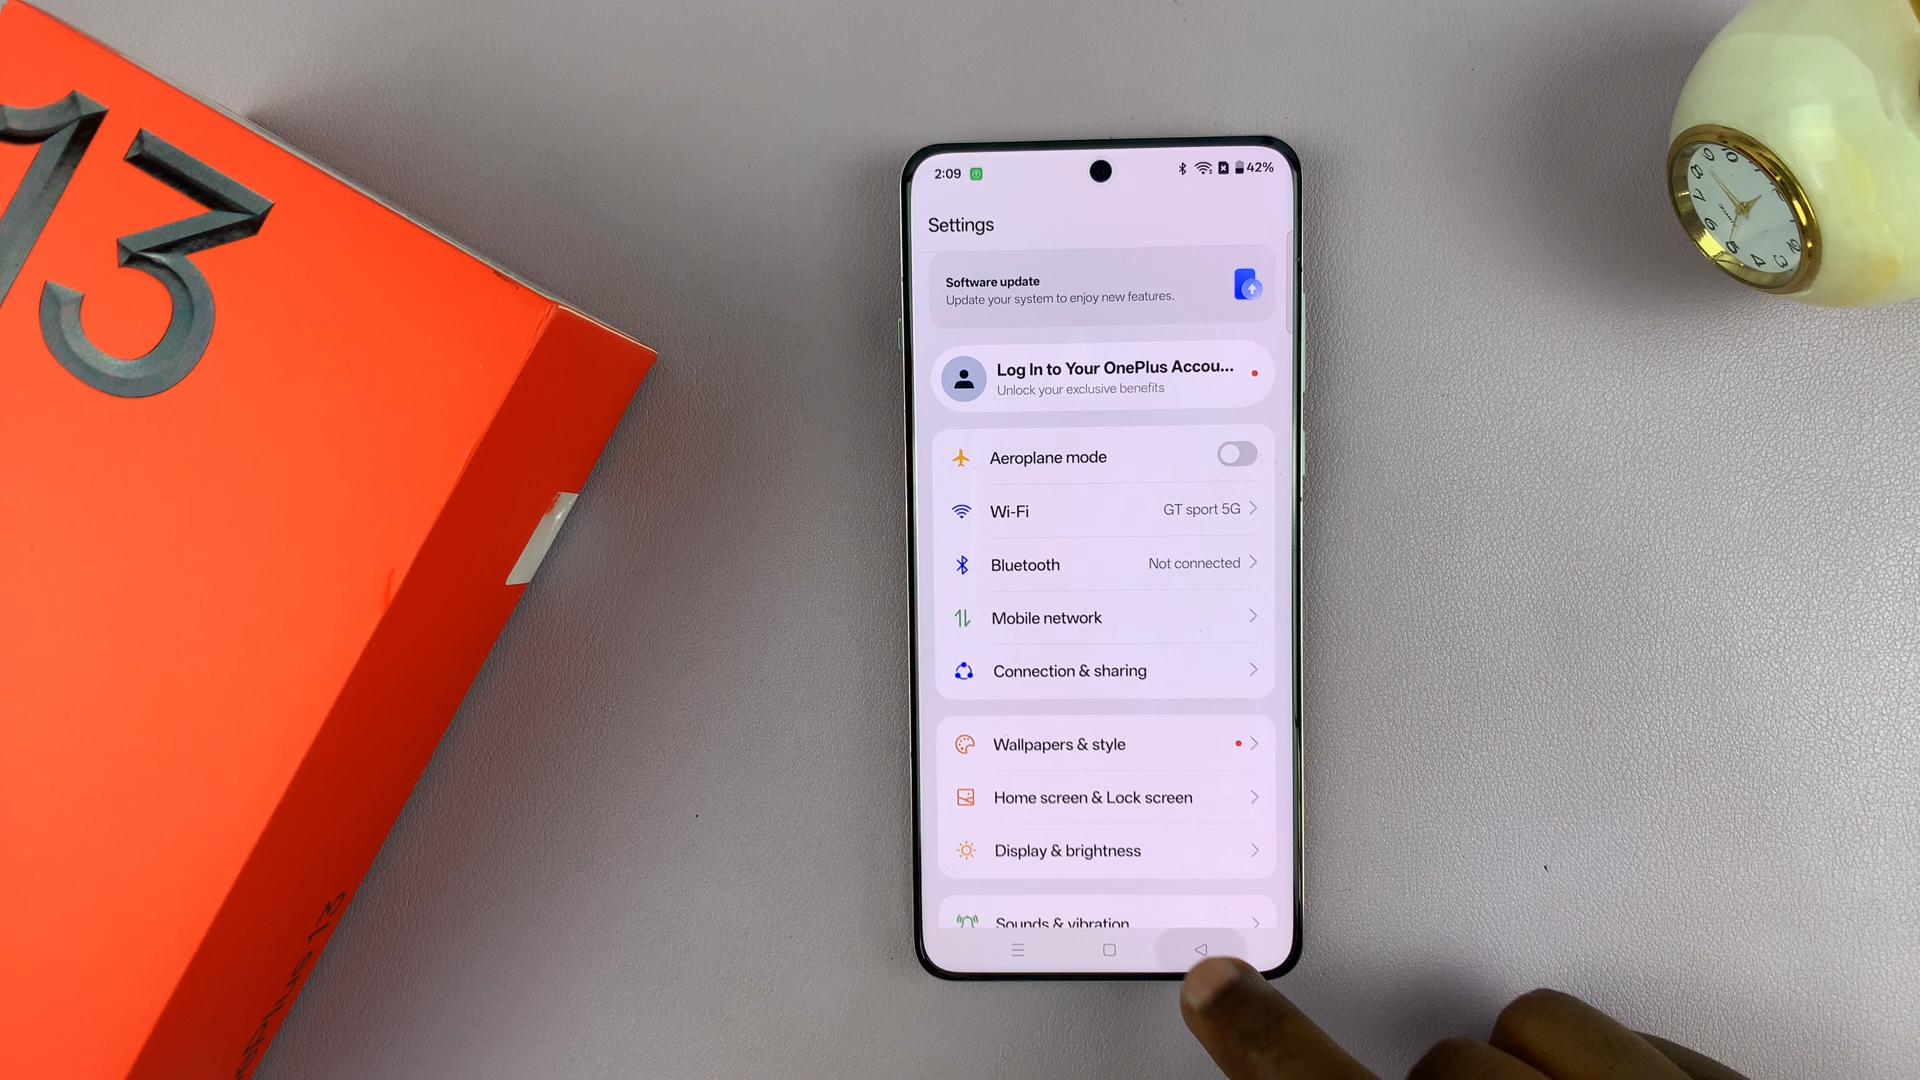 13
2:09
42%
Settings
Software update
Update your system to enjoy new features.
Log In to Your OnePlus Accou...
Unlock your exclusive benefits
Aeroplane mode
Wi-Fi
GT sport 5G
Bluetooth
Not connected
Mobile network
Connection & sharing
Wallpapers & style
Home screen & Lock screen
Display & brightness
Sounds & vibration